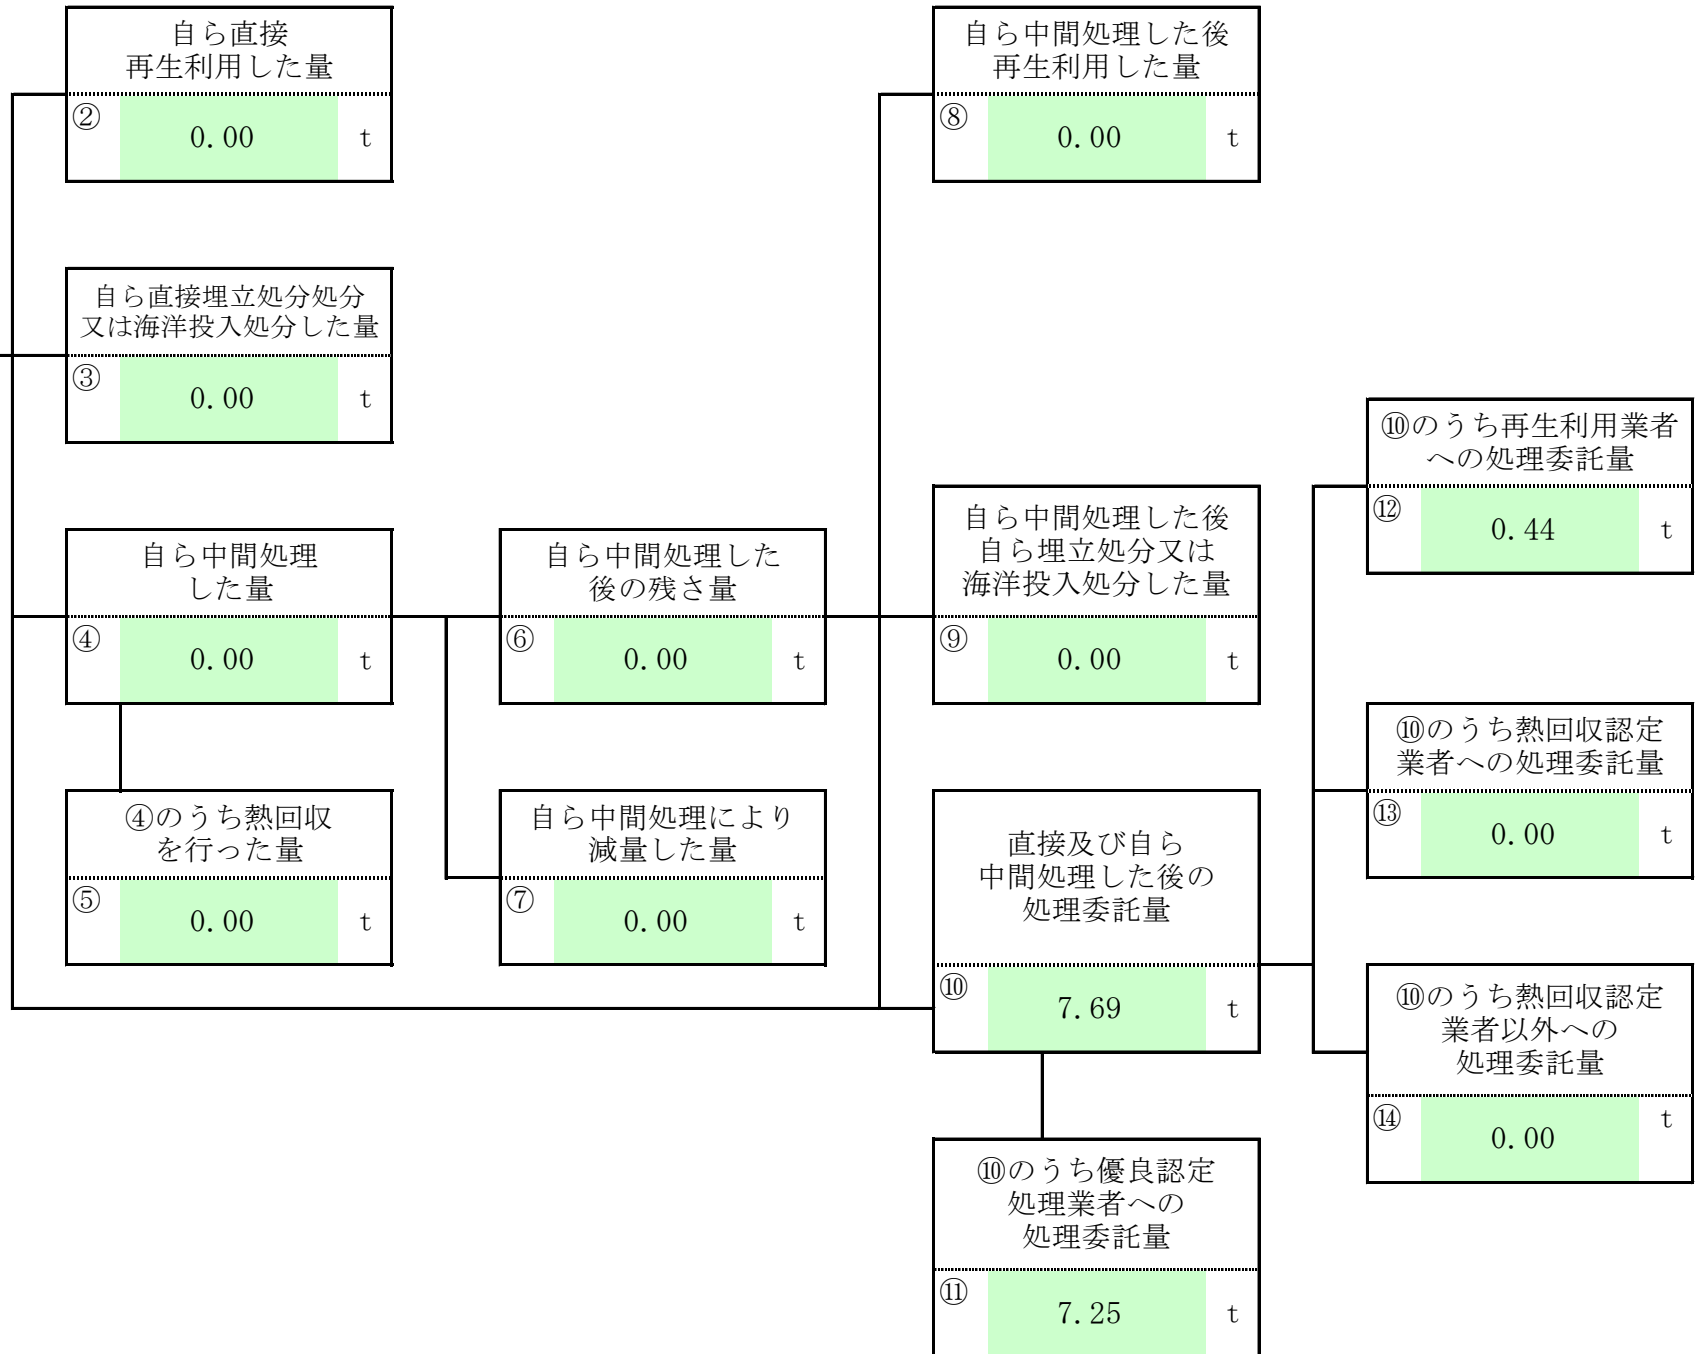 自ら直接
再生利用した量
②
0.00 t
自ら直接埋立処分処分
又は海洋投入処分した量
③
0.00 t
自ら中間処理
した量
④
0.00 t
④のうち熱回収
を行った量
⑤
0.00 t
自ら中間処理した
後の残さ量
⑥
0.00 t
自ら中間処理により
減量した量
⑦
0.00 t
自ら中間処理した後
再生利用した量
⑧
0.00 t
自ら中間処理した後
自ら埋立処分又は
海洋投入処分した量
⑨
0.00 t
直接及び自ら
中間処理した後の
処理委託量
⑩
7.69 t
⑩のうち優良認定
処理業者への
処理委託量
⑪
7.25 t
⑩のうち再生利用業者
への処理委託量
⑫
0.44 t
⑩のうち熱回収認定
業者への処理委託量
⑬
0.00 t
⑩のうち熱回収認定
業者以外への
処理委託量
⑭
0.00 t